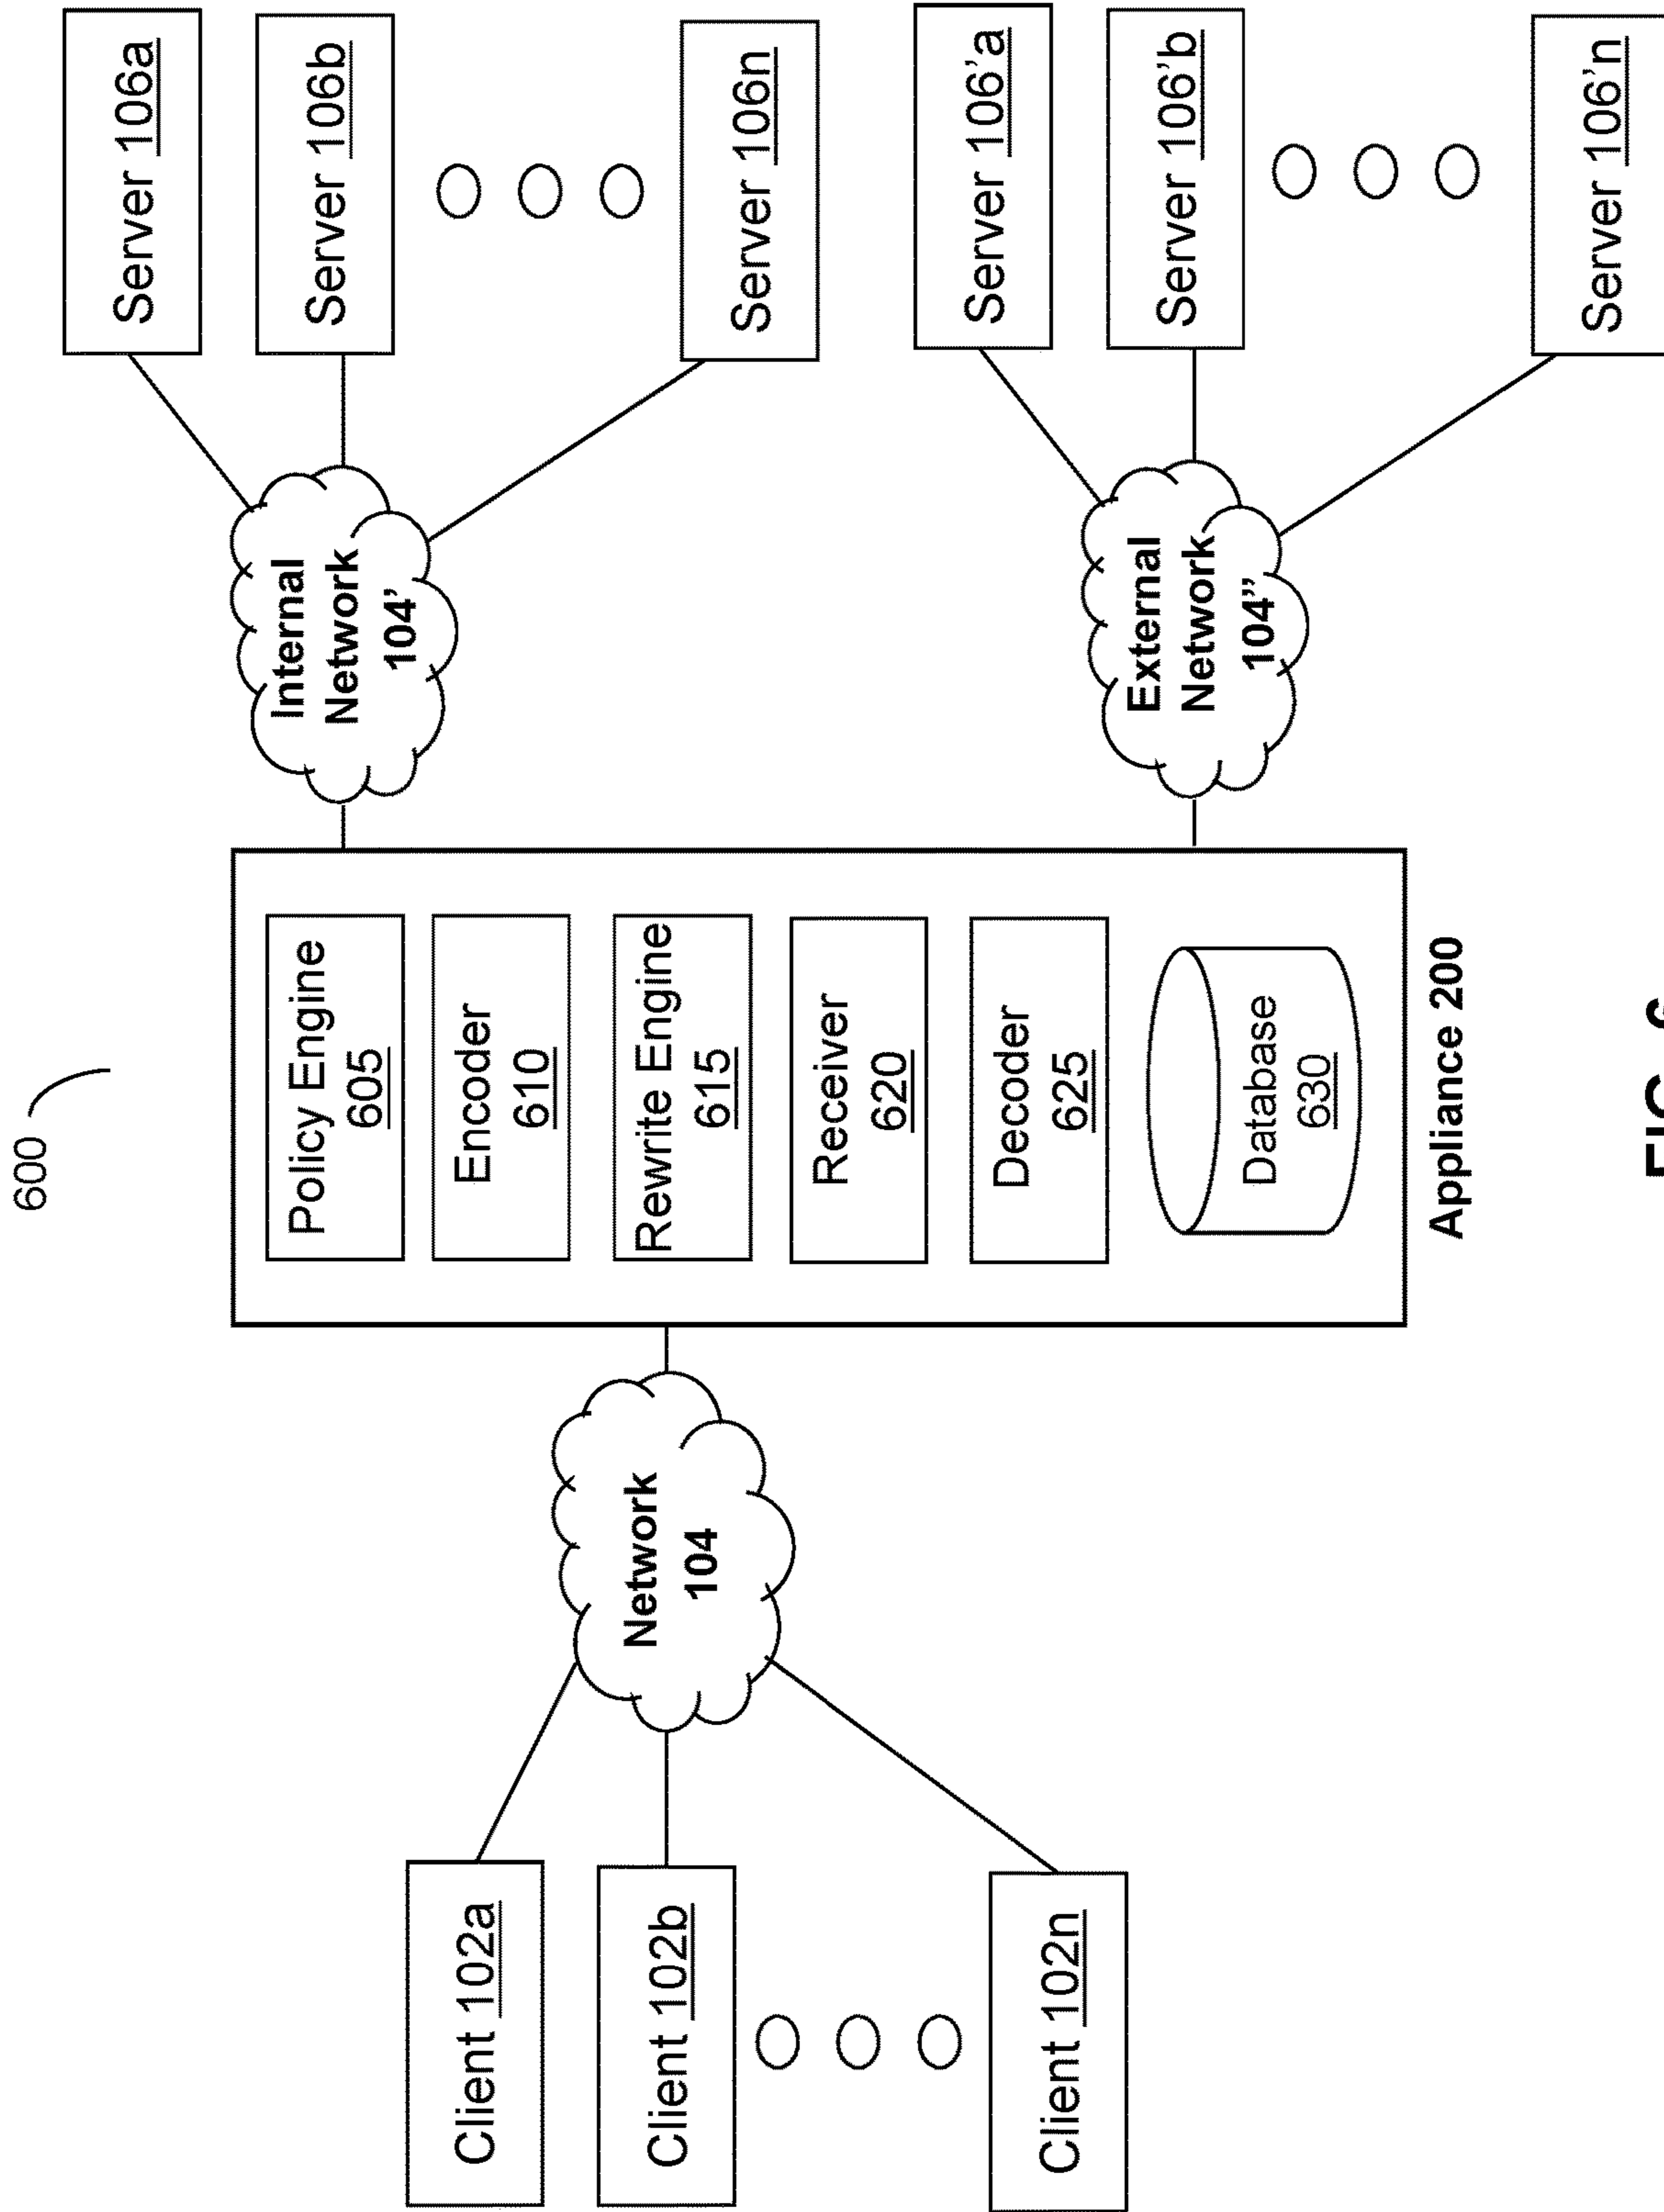 600
Client 102a
Client 102b
Client 102n
Network
104
Policy Engine
605
Encoder
610
Rewrite Engine
615
Receiver
620
Decoder
625
Database
630
Appliance 200
Internal
Network
104'
External
Network
104"
Server 106a
Server 106b
Server 106n
Server 106'a
Server 106'b
Server 106'n
FIG. 6